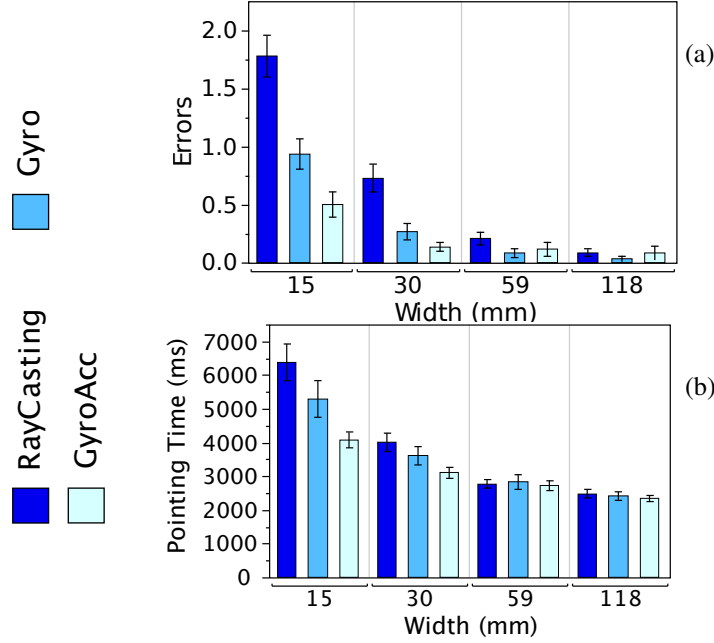 Gyro
RayCasting
GyroAcc
(a)
Errors
2.0
1.5
1.0
0.5
0.0
15 30 59 118
Width (mm)
(b)
Pointing Time (ms)
7000
6000
5000
4000
3000
2000
1000
0
15 30 59 118
Width (mm)